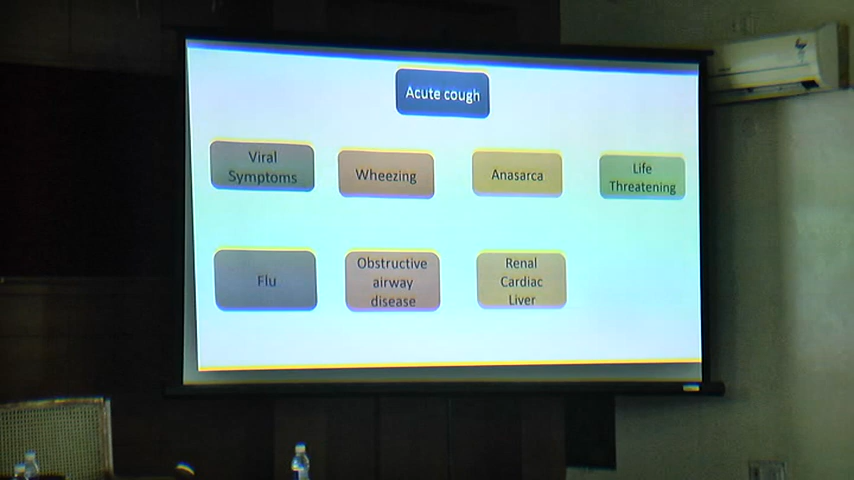 Acute cough
Viral
Symptoms
Wheezing
Anasarca
Life
Threatening
Flu
Obstructive
airway
disease
Renal
Cardiac
Liver